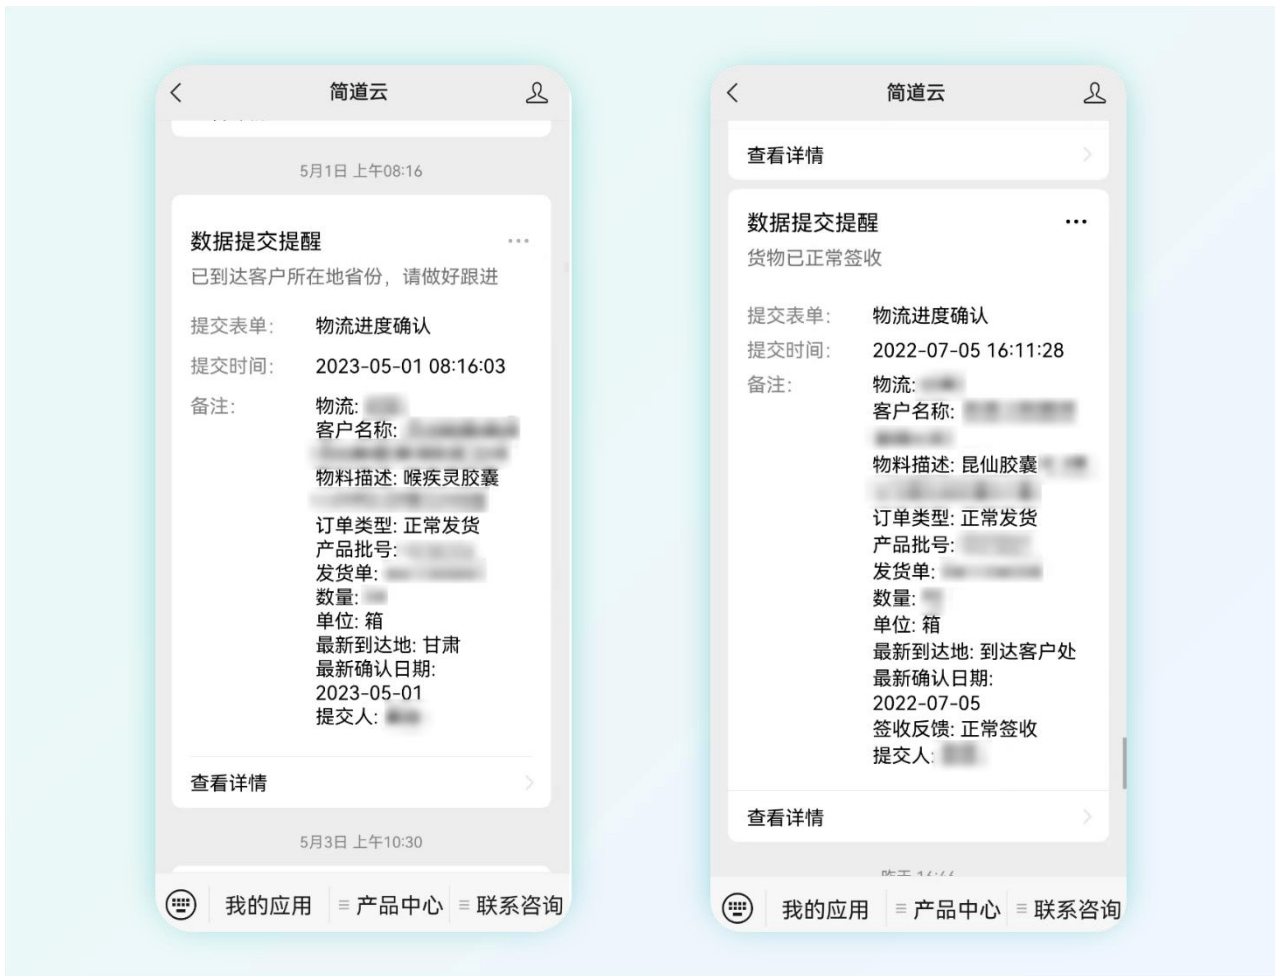 简道云
5月1日 上午08:16
数据提交提醒
已到达客户所在地省份，请做好跟进
提交表单: 物流进度确认
提交时间: 2023-05-01 08:16:03
备注: 物流:
客户名称:
物料描述: 喉疾灵胶囊
订单类型: 正常发货
产品批号:
发货单:
数量:
单位: 箱
最新到达地: 甘肃
最新确认日期:
2023-05-01
提交人:
查看详情
5月3日 上午10:30
我的应用 产品中心 联系咨询
简道云
查看详情
数据提交提醒
货物已正常签收
提交表单: 物流进度确认
提交时间: 2022-07-05 16:11:28
备注: 物流:
客户名称:
物料描述: 昆仙胶囊
订单类型: 正常发货
产品批号:
发货单:
数量:
单位: 箱
最新到达地: 到达客户处
最新确认日期:
2022-07-05
签收反馈: 正常签收
提交人:
查看详情
我的应用 产品中心 联系咨询